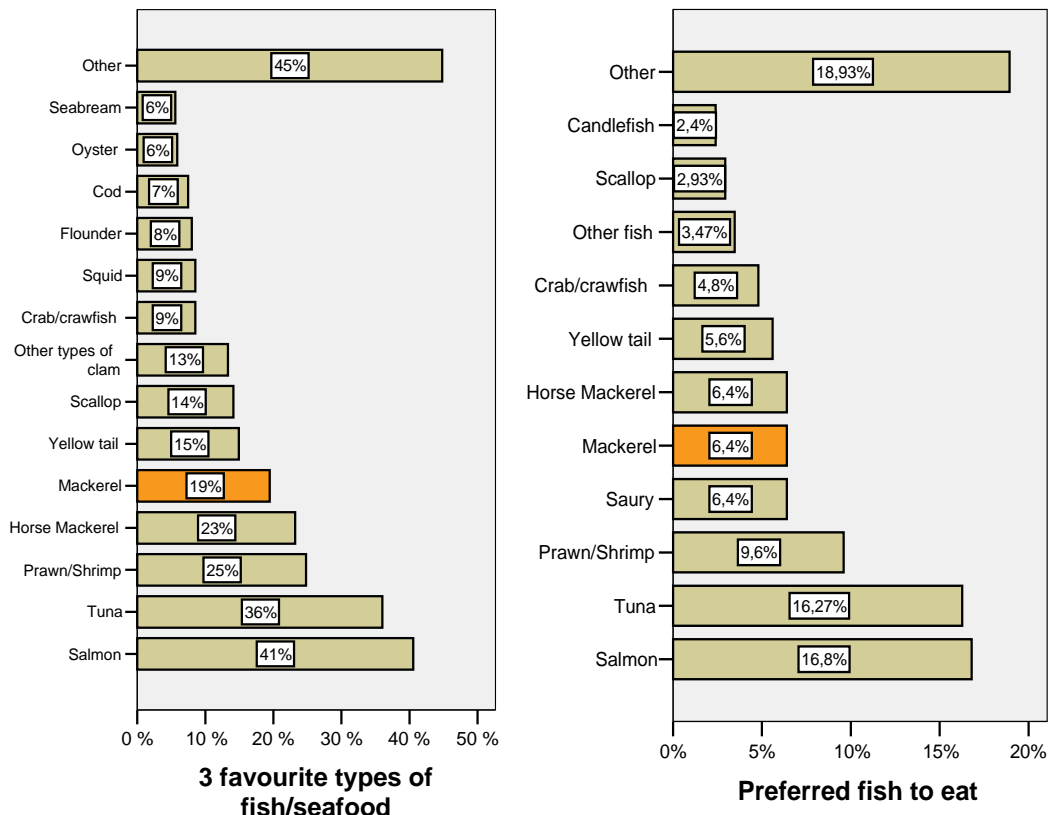 Other 45%
Seabream 6%
Oyster 6%
Cod 7%
Flounder 8%
Squid 9%
Crab/crawfish 9%
Other types of
clam 13%
Scallop 14%
Yellow tail 15%
Mackerel 19%
Horse Mackerel 23%
Prawn/Shrimp 25%
Tuna 36%
Salmon 41%
0 % 10 % 20 % 30 % 40 % 50 %
3 favourite types of
fish/seafood
Other 18,93%
Candlefish 2,4%
Scallop 2,93%
Other fish 3,47%
Crab/crawfish 4,8%
Yellow tail 5,6%
Horse Mackerel 6,4%
Mackerel 6,4%
Saury 6,4%
Prawn/Shrimp 9,6%
Tuna 16,27%
Salmon 16,8%
0% 5% 10% 15% 20%
Preferred fish to eat